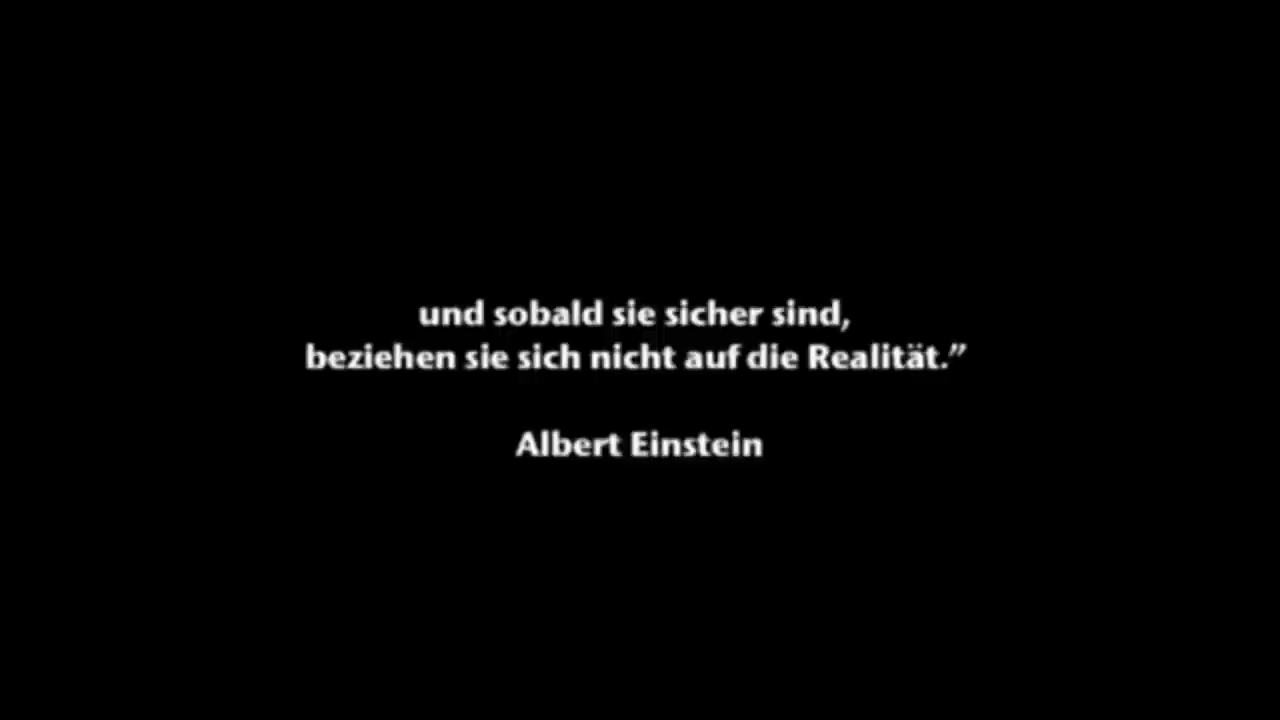 und sobald sie sicher sind,
beziehen sie sich nicht auf die Realität.”
Albert Einstein